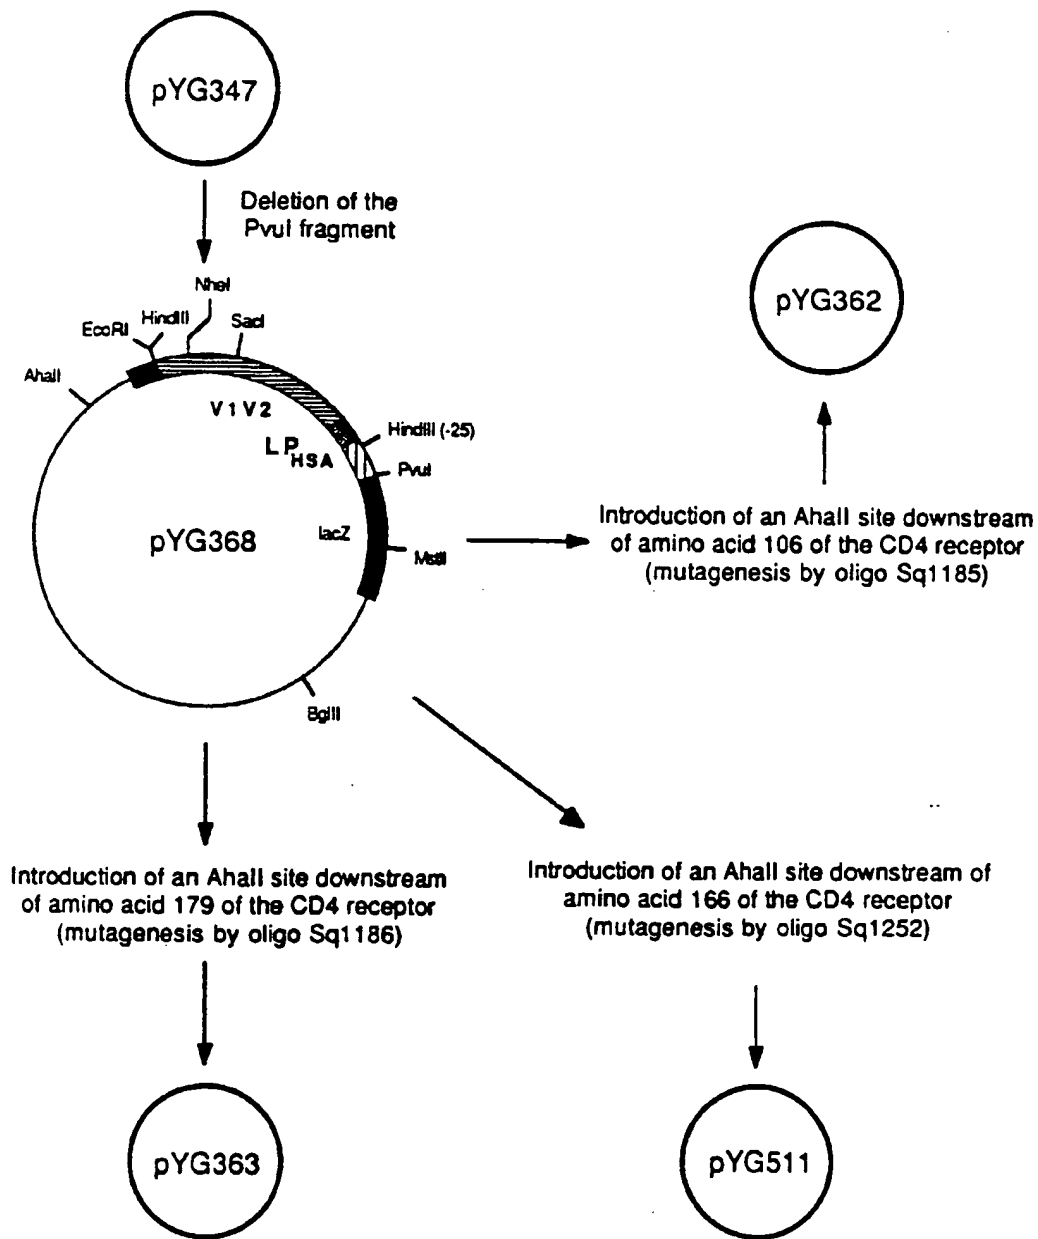 pYG347
Deletion of the
PvuI fragment
NheI
HindIII
SacI
EcoRI
AhaII
V1V2
HindIII (-25)
LP HSA
PvuI
lacZ
pYG368
MstII
BglII
pYG362
Introduction of an AhaII site downstream
of amino acid 106 of the CD4 receptor
(mutagenesis by oligo Sq1185)
Introduction of an AhaII site downstream
of amino acid 179 of the CD4 receptor
(mutagenesis by oligo Sq1186)
Introduction of an AhaII site downstream of
amino acid 166 of the CD4 receptor
(mutagenesis by oligo Sq1252)
pYG363
pYG511